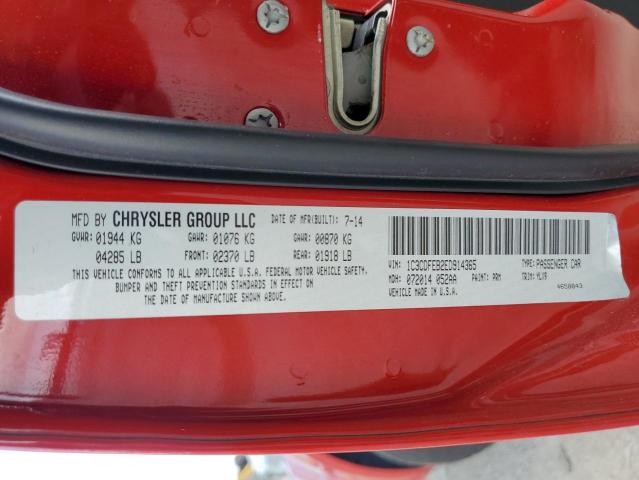 MFD BY CHRYSLER GROUP LLC DATE OF MFR(BUILT): 7-14
GVWR: 01944 KG GAWR: 01076 KG GAWR: 00870 KG
04285 LB FRONT: 02370 LB REAR: 01918 LB
THIS VEHICLE CONFORMS TO ALL APPLICABLE U.S.A. FEDERAL MOTOR VEHICLE SAFETY,
BUMPER AND THEFT PREVENTION STANDARDS IN EFFECT ON
THE DATE OF MANUFACTURE SHOWN ABOVE.
VIN: 1C3CDFEB2ED914365 TYPE: PASSENGER CAR
MDH: 072014 052AA PAINT: PRM TRIM: YLX9
VEHICLE MADE IN U.S.A. 4658843